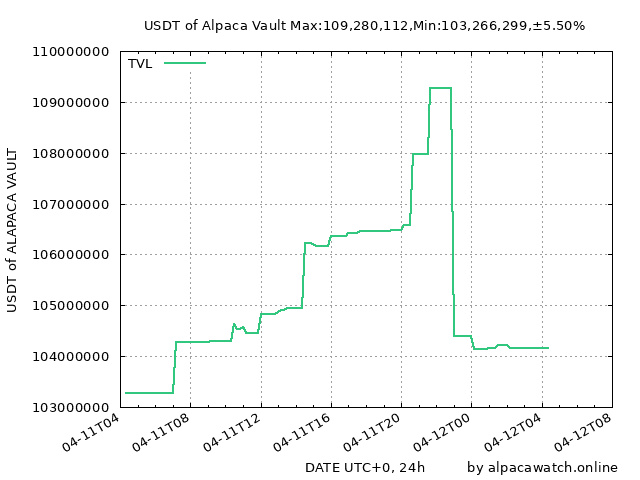 USDT of Alpaca Vault Max:109,280,112,Min:103,266,299,±5.50%
110000000
TVL
109000000
108000000
107000000
106000000
105000000
104000000
103000000
USDT of ALAPACA VAULT
04-11T04
04-11T08
04-11T12
04-11T16
04-11T20
04-12T00
04-12T04
04-12T08
DATE UTC+0, 24h
by alpacawatch.online